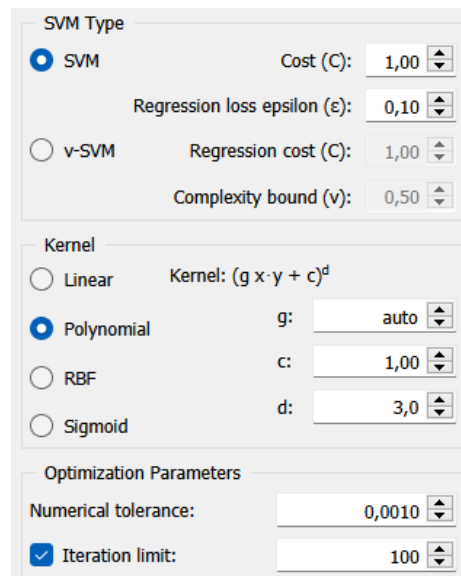 SVM Type
SVM Cost (C): 1,00
Regression loss epsilon (ε): 0,10
v-SVM Regression cost (C): 1,00
Complexity bound (v): 0,50
Kernel
Linear Kernel: (g x·y + c)ᵈ
Polynomial g: auto
RBF c: 1,00
Sigmoid d: 3,0
Optimization Parameters
Numerical tolerance: 0,0010
Iteration limit: 100